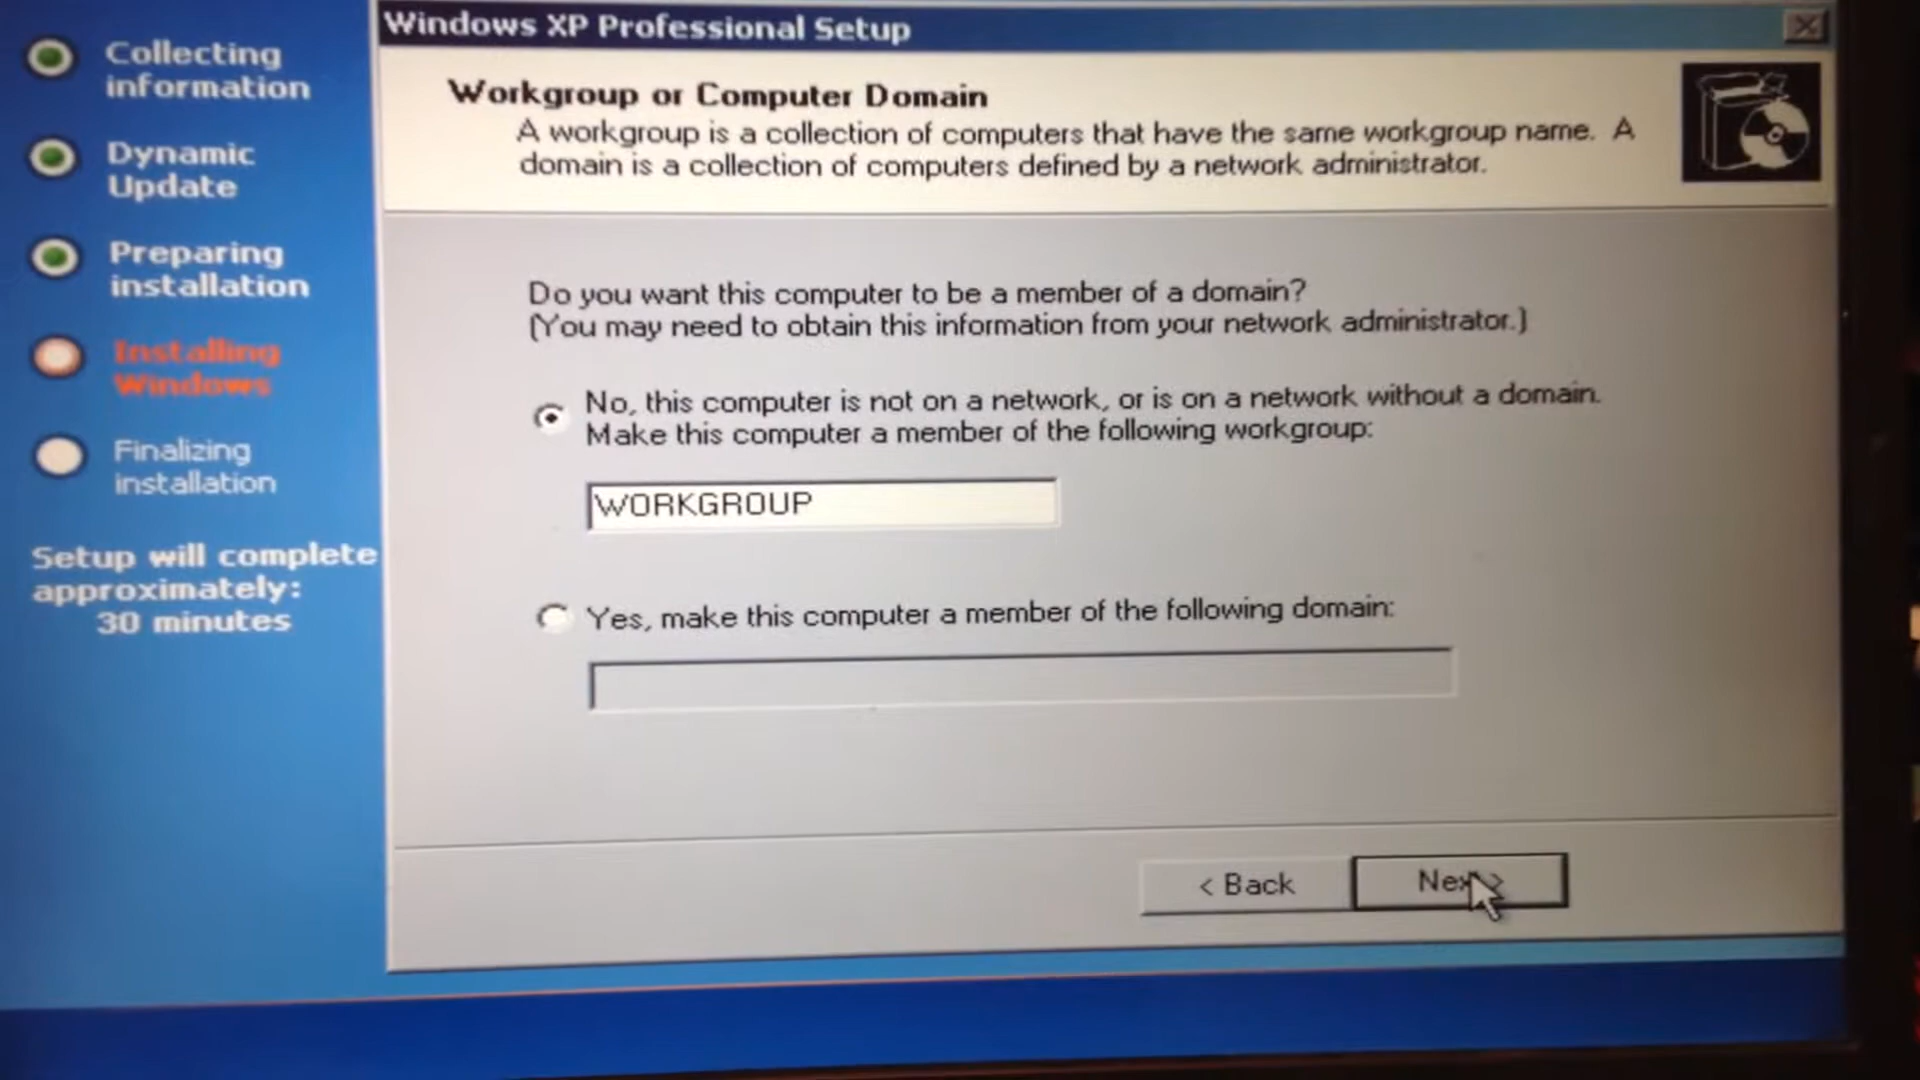 Collecting
information
Dynamic
Update
Preparing
installation
Installing
Windows
Finalizing
installation
Setup will complete
approximately:
30 minutes
Windows XP Professional Setup
Workgroup or Computer Domain
A workgroup is a collection of computers that have the same workgroup name. A
domain is a collection of computers defined by a network administrator.
Do you want this computer to be a member of a domain?
(You may need to obtain this information from your network administrator.)
No, this computer is not on a network, or is on a network without a domain.
Make this computer a member of the following workgroup:
WORKGROUP
Yes, make this computer a member of the following domain:
< Back
Next >